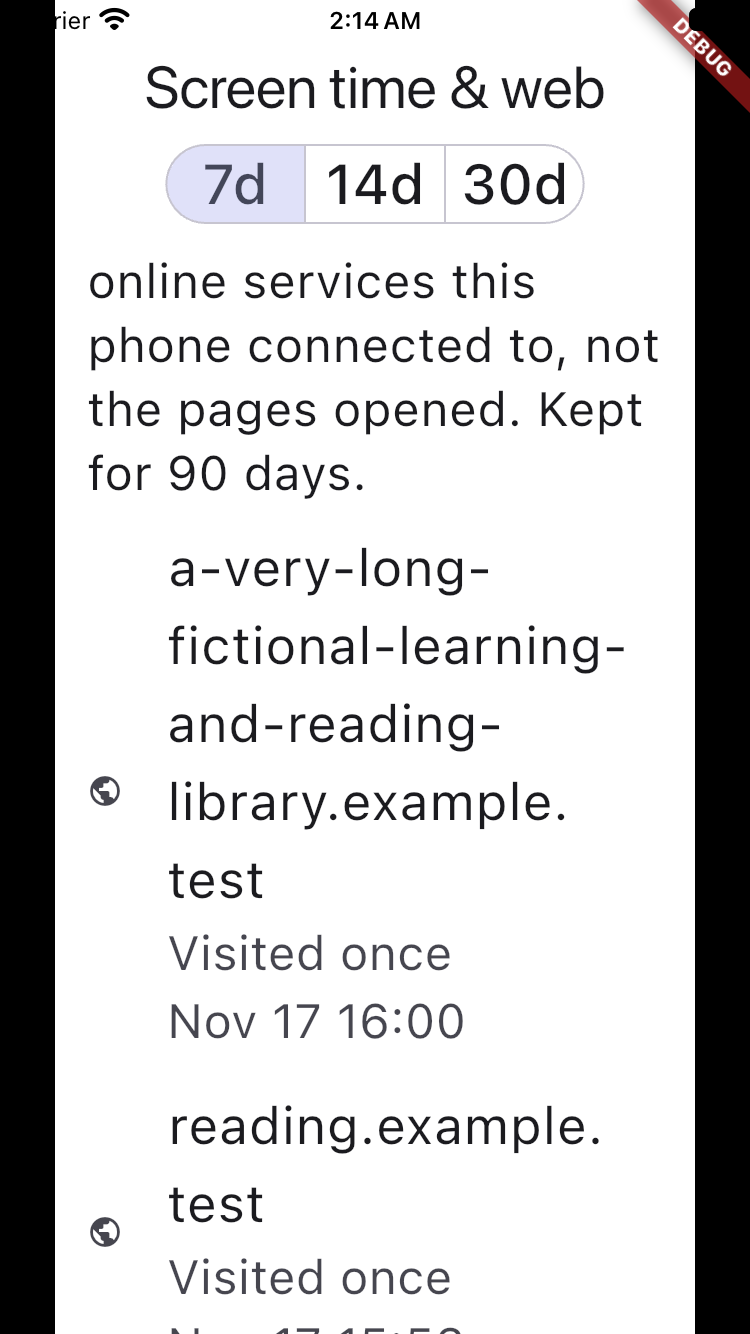 rier 2:14 AM
DEBUG
Screen time & web
7d 14d 30d
online services this
phone connected to, not
the pages opened. Kept
for 90 days.
a-very-long-
fictional-learning-
and-reading-
library.example.
test
Visited once
Nov 17 16:00
reading.example.
test
Visited once